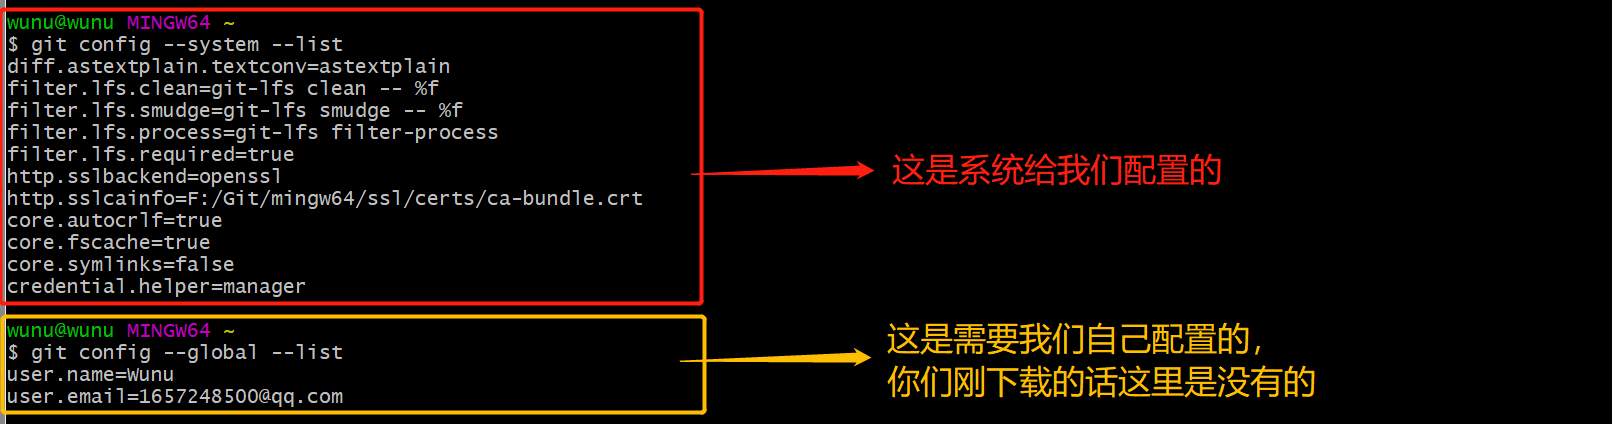 wunu@wunu MINGW64 ~
$ git config --system --list
diff.astextplain.textconv=astextplain
filter.lfs.clean=git-lfs clean -- %f
filter.lfs.smudge=git-lfs smudge -- %f
filter.lfs.process=git-lfs filter-process
filter.lfs.required=true
http.sslbackend=openssl
http.sslcainfo=F:/Git/mingw64/ssl/certs/ca-bundle.crt
core.autocrlf=true
core.fscache=true
core.symlinks=false
credential.helper=manager
这是系统给我们配置的
wunu@wunu MINGW64 ~
$ git config --global --list
user.name=Wunu
user.email=1657248500@qq.com
这是需要我们自己配置的，
你们刚下载的话这里是没有的